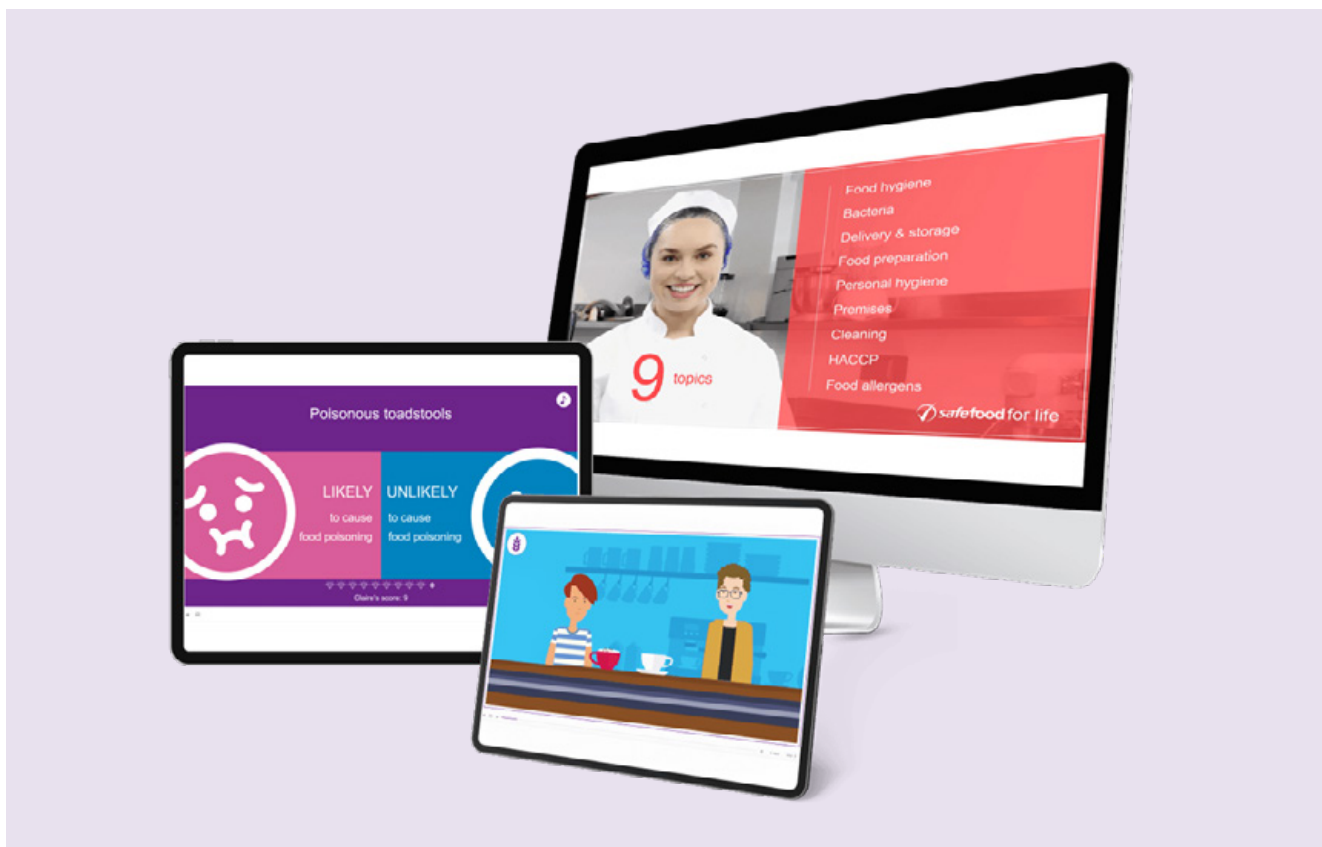 Food hygiene
Bacteria
Delivery & storage
Food preparation
Personal hygiene
Premises
Cleaning
HACCP
Food allergens
9 topics
safefood for life
Poisonous toadstools
LIKELY
to cause
food poisoning
UNLIKELY
to cause
food poisoning
Claire's score: 9